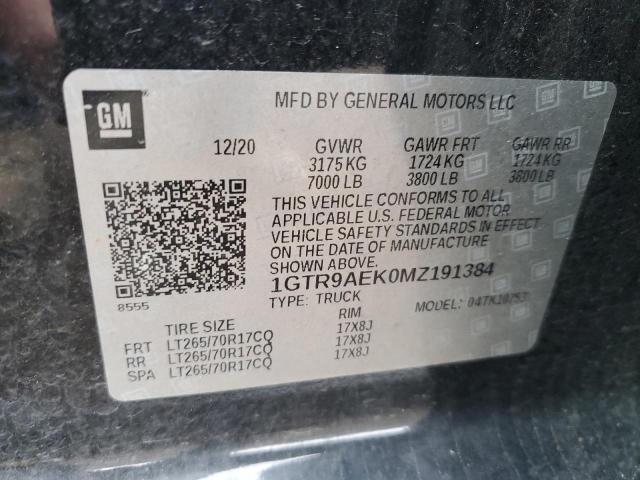 GM
MFD BY GENERAL MOTORS LLC
12/20 GVWR GAWR FRT GAWR RR
3175 KG 1724 KG 1724 KG
7000 LB 3800 LB 3800 LB
THIS VEHICLE CONFORMS TO ALL
APPLICABLE U.S. FEDERAL MOTOR
VEHICLE SAFETY STANDARDS IN EFFECT
ON THE DATE OF MANUFACTURE
SHOWN ABOVE.
8555
1GTR9AEK0MZ191384
TYPE: TRUCK MODEL: 04TK10753
TIRE SIZE RIM
FRT LT265/70R17CQ 17X8J
RR LT265/70R17CQ 17X8J
SPA LT265/70R17CQ 17X8J